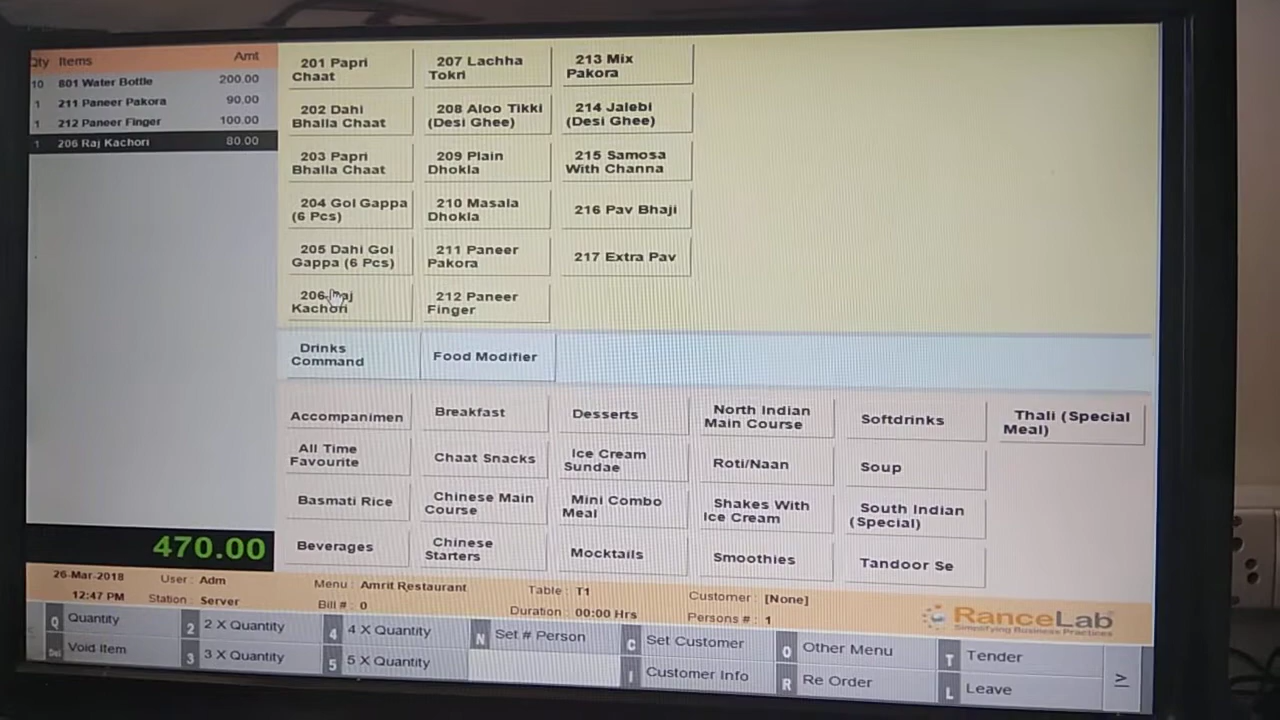 Qty Items Amt
10 801 Water Bottle 200.00
1 211 Paneer Pakora 90.00
1 212 Paneer Finger 100.00
1 206 Raj Kachori 80.00
470.00
201 Papri
Chaat
207 Lachha
Tokri
213 Mix
Pakora
202 Dahi
Bhalla Chaat
208 Aloo Tikki
(Desi Ghee)
214 Jalebi
(Desi Ghee)
203 Papri
Bhalla Chaat
209 Plain
Dhokla
215 Samosa
With Channa
204 Gol Gappa
(6 Pcs)
210 Masala
Dhokla
216 Pav Bhaji
205 Dahi Gol
Gappa (6 Pcs)
211 Paneer
Pakora
217 Extra Pav
206 Raj
Kachori
212 Paneer
Finger
Drinks
Command
Food Modifier
Accompanimen
Breakfast
Desserts
North Indian
Main Course
Softdrinks
Thali (Special
Meal)
All Time
Favourite
Chaat Snacks
Ice Cream
Sundae
Roti/Naan
Soup
Basmati Rice
Chinese Main
Course
Mini Combo
Meal
Shakes With
Ice Cream
South Indian
(Special)
Beverages
Chinese
Starters
Mocktails
Smoothies
Tandoor Se
26-Mar-2018 User : Adm Menu : Amrit Restaurant Table : T1 Customer : [None]
12:47 PM Station : Server Bill # : 0 Duration : 00:00 Hrs Persons # : 1
RanceLab
Simplifying Business Practices
Q Quantity 2 2 X Quantity 4 4 X Quantity N Set # Person C Set Customer O Other Menu T Tender
Del Void Item 3 3 X Quantity 5 5 X Quantity I Customer Info R Re Order L Leave >